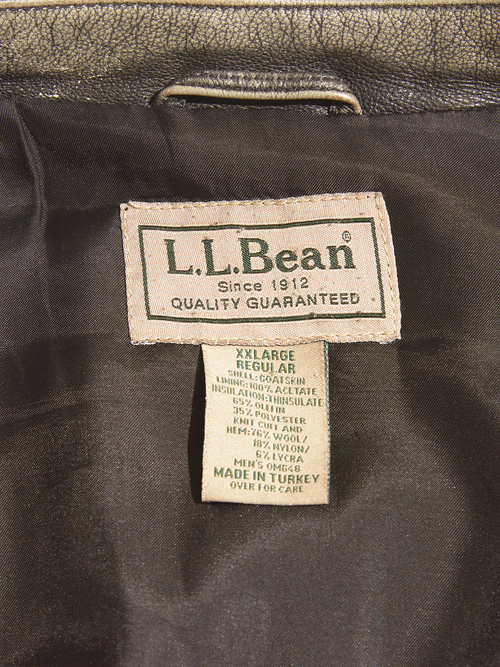 L.L.Bean®
Since 1912
QUALITY GUARANTEED
XXLARGE
REGULAR
SHELL: GOATSKIN
LINING: 100% ACETATE
INSULATION: THINSULATE
65% OLEFIN
35% POLYESTER
KNIT CUFF AND
HEM: 76% WOOL/
18% NYLON/
6% LYCRA
MEN'S OMG48
MADE IN TURKEY
OVER FOR CARE